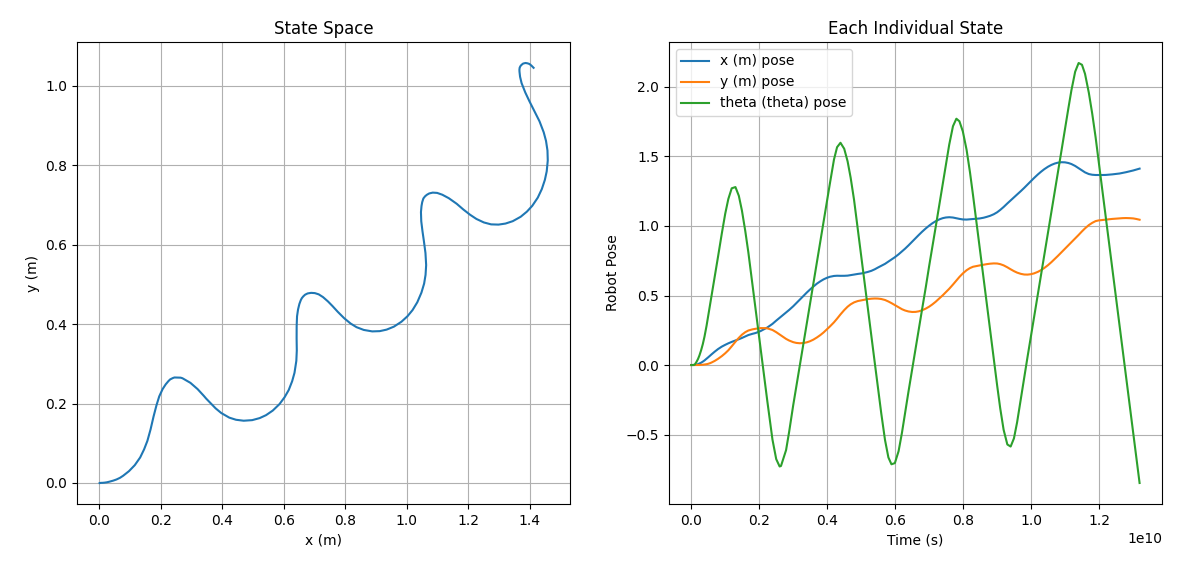 State Space
y (m)
1.0
0.8
0.6
0.4
0.2
0.0
0.0 0.2 0.4 0.6 0.8 1.0 1.2 1.4
x (m)
Each Individual State
x (m) pose
y (m) pose
theta (theta) pose
Robot Pose
2.0
1.5
1.0
0.5
0.0
−0.5
0.0 0.2 0.4 0.6 0.8 1.0 1.2
1e10
Time (s)